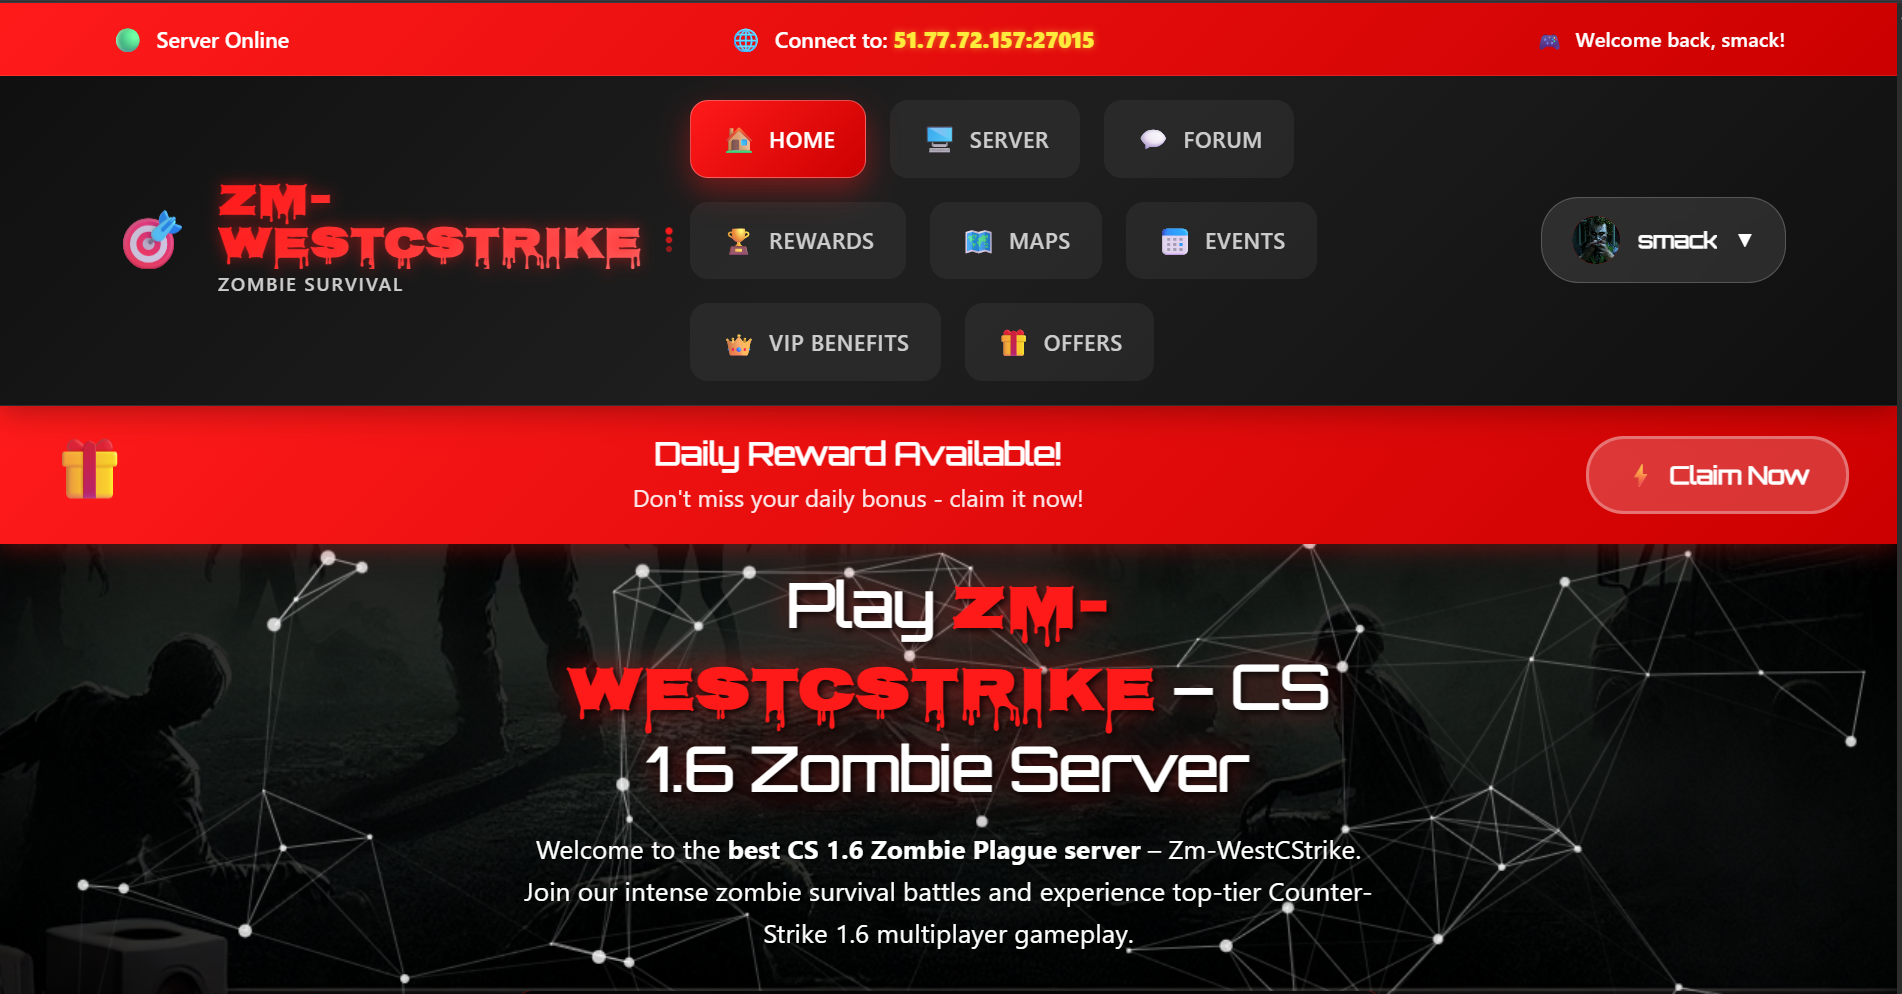 Server Online
Connect to: 51.77.72.157:27015
Welcome back, smack!
HOME
SERVER
FORUM
ZM-
WESTCSTRIKE
ZOMBIE SURVIVAL
REWARDS
MAPS
EVENTS
smack ▼
VIP BENEFITS
OFFERS
Daily Reward Available!
Don't miss your daily bonus - claim it now!
Claim Now
Play ZM-
WESTCSTRIKE – CS
1.6 Zombie Server
Welcome to the best CS 1.6 Zombie Plague server – Zm-WestCStrike.
Join our intense zombie survival battles and experience top-tier Counter-
Strike 1.6 multiplayer gameplay.